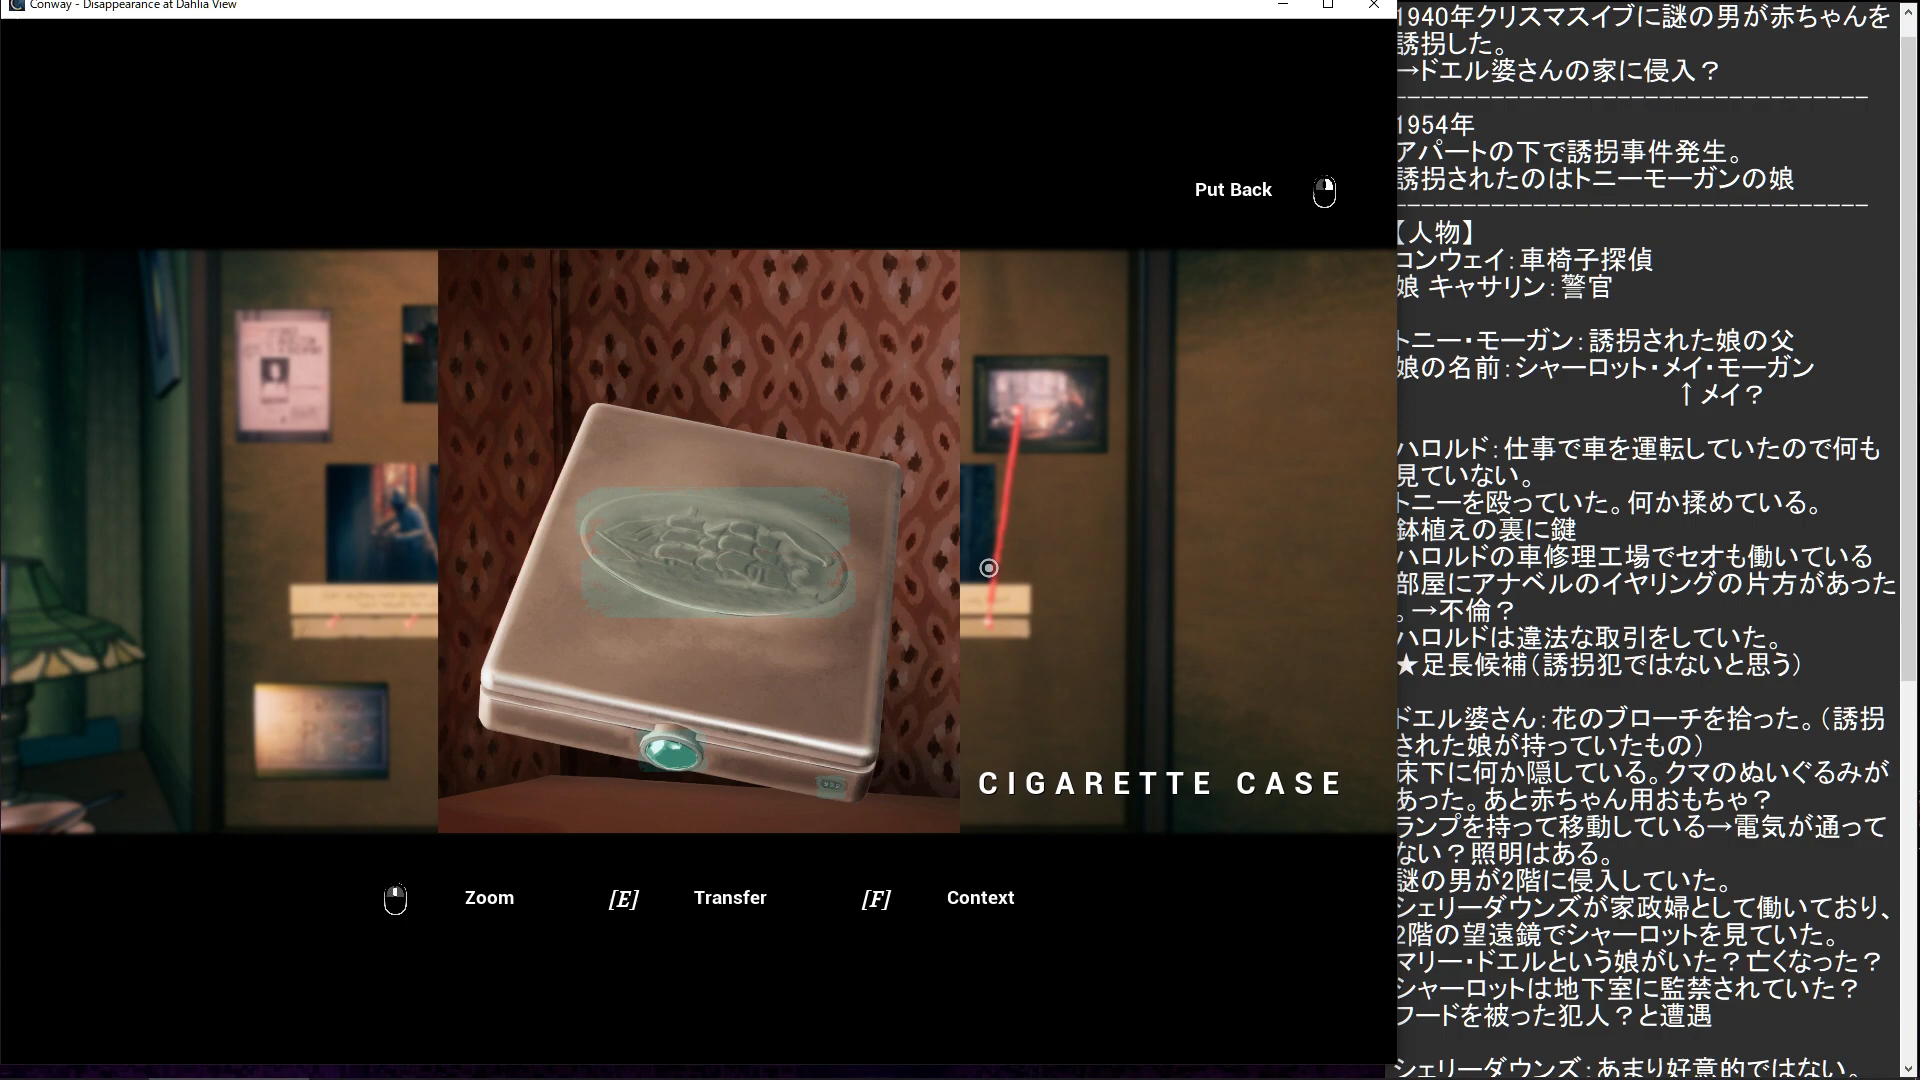 Conway - Disappearance at Dahlia View
Put Back
CIGARETTE CASE
Zoom
[E] Transfer
[F] Context
1940年クリスマスイブに謎の男が赤ちゃんを
誘拐した。
→ドエル婆さんの家に侵入？
------------------------------------
1954年
アパートの下で誘拐事件発生。
誘拐されたのはトニーモーガンの娘
------------------------------------
【人物】
コンウェイ：車椅子探偵
娘 キャサリン：警官
トニー・モーガン：誘拐された娘の父
娘の名前：シャーロット・メイ・モーガン
↑メイ？
ハロルド：仕事で車を運転していたので何も
見ていない。
トニーを殴っていた。何か揉めている。
鉢植えの裏に鍵
ハロルドの車修理工場でセオも働いている
部屋にアナベルのイヤリングの片方があった
。→不倫？
ハロルドは違法な取引をしていた。
★足長候補（誘拐犯ではないと思う）
ドエル婆さん：花のブローチを拾った。（誘拐
された娘が持っていたもの）
床下に何か隠している。クマのぬいぐるみが
あった。あと赤ちゃん用おもちゃ？
ランプを持って移動している→電気が通って
ない？照明はある。
謎の男が2階に侵入していた。
シェリーダウンズが家政婦として働いており、
2階の望遠鏡でシャーロットを見ていた。
マリー・ドエルという娘がいた？亡くなった？
シャーロットは地下室に監禁されていた？
フードを被った犯人？と遭遇
シェリーダウンズ：あまり好意的ではない。